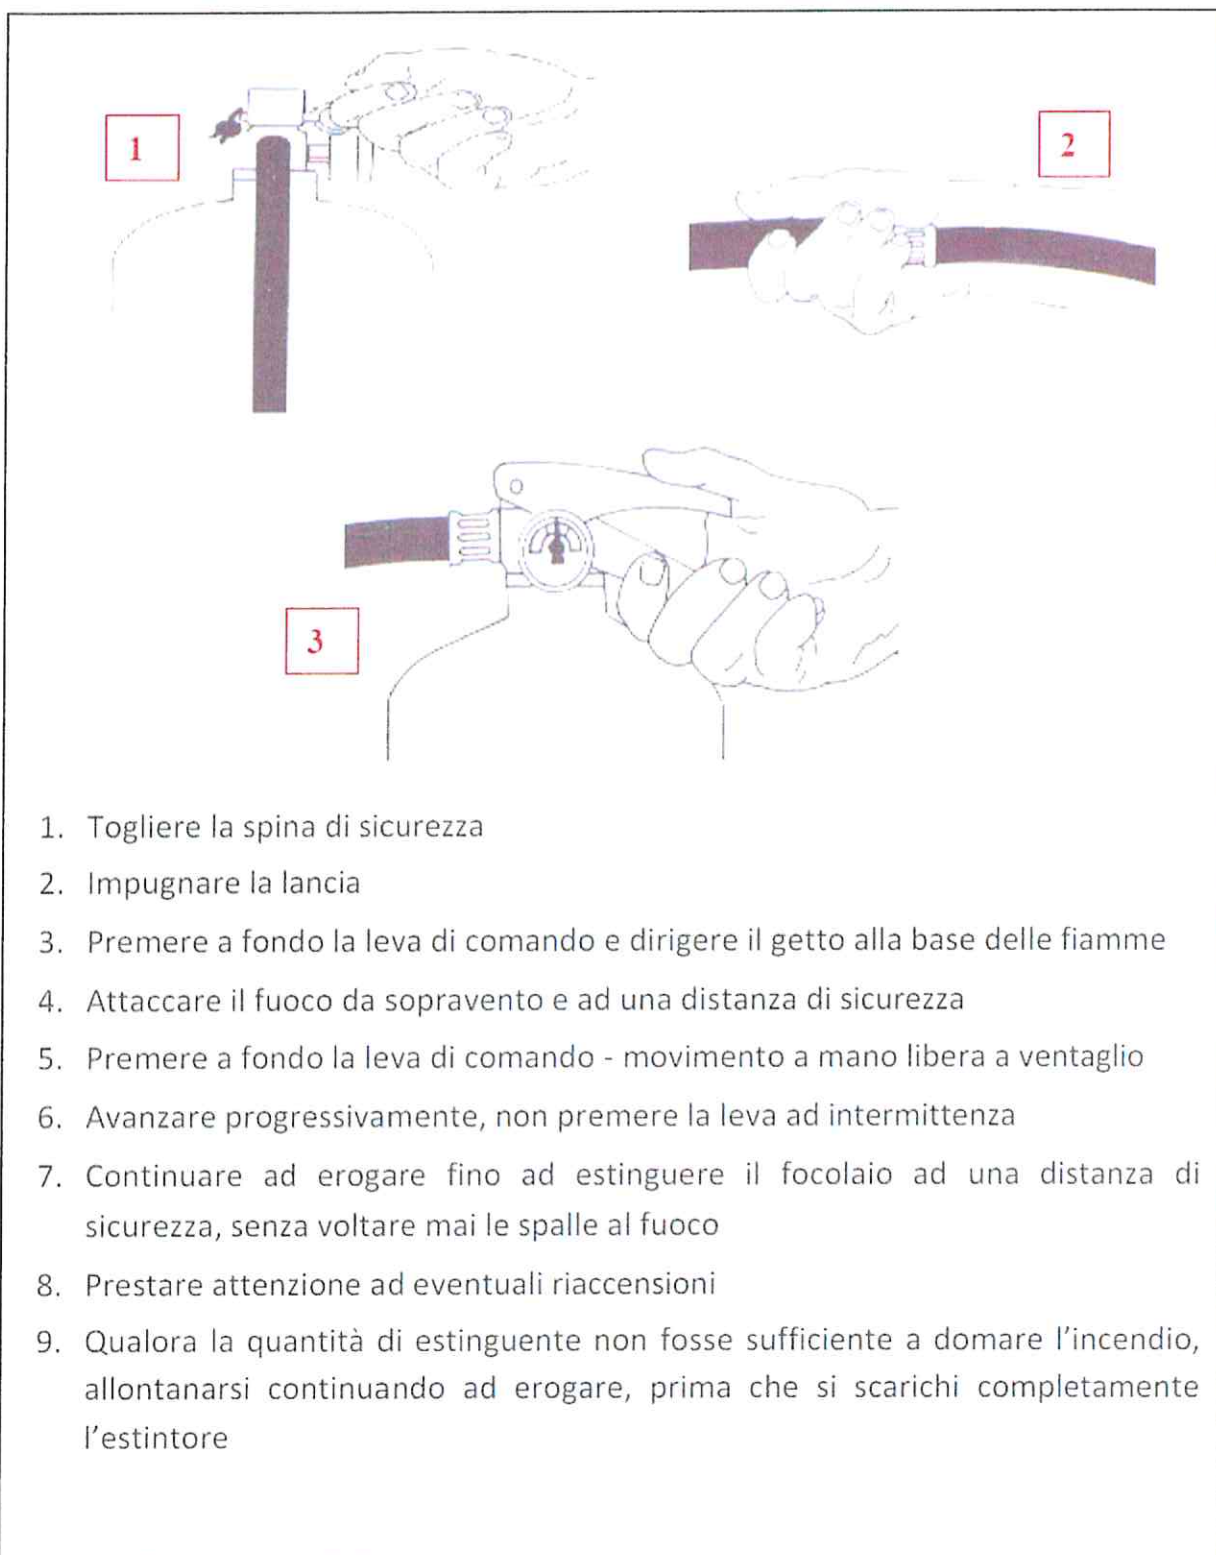 1
2
3
1. Togliere la spina di sicurezza
2. Impugnare la lancia
3. Premere a fondo la leva di comando e dirigere il getto alla base delle fiamme
4. Attaccare il fuoco da sopravento e ad una distanza di sicurezza
5. Premere a fondo la leva di comando - movimento a mano libera a ventaglio
6. Avanzare progressivamente, non premere la leva ad intermittenza
7. Continuare ad erogare fino ad estinguere il focolaio ad una distanza di
sicurezza, senza voltare mai le spalle al fuoco
8. Prestare attenzione ad eventuali riaccensioni
9. Qualora la quantità di estinguente non fosse sufficiente a domare l'incendio,
allontanarsi continuando ad erogare, prima che si scarichi completamente
l'estintore